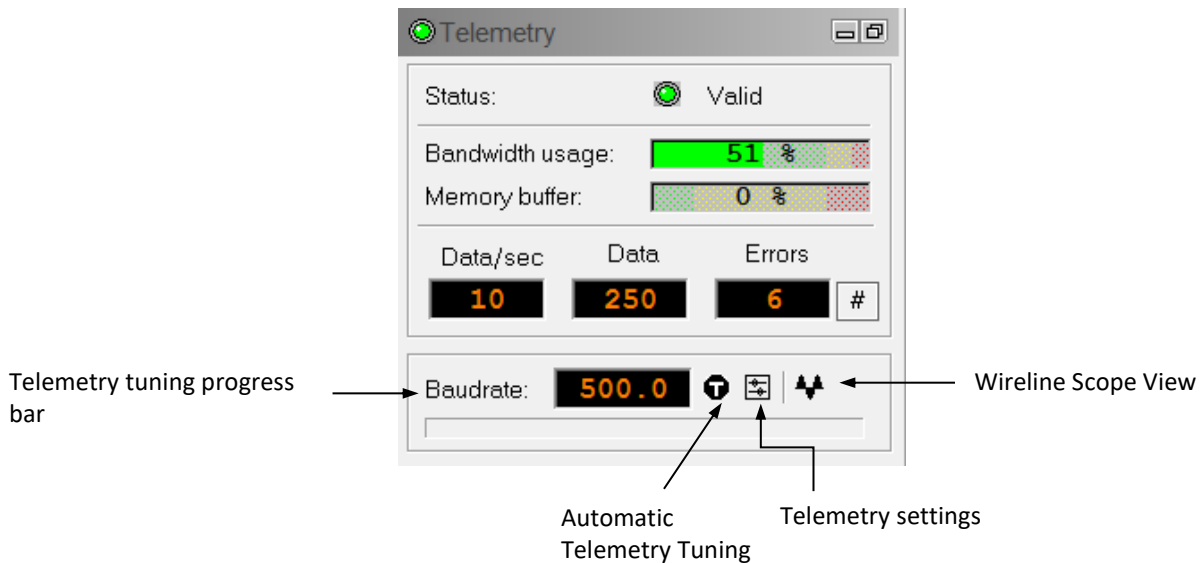 Telemetry
Status: Valid
Bandwidth usage: 51 %
Memory buffer: 0 %
Data/sec Data Errors
10 250 6 #
Telemetry tuning progress
bar
Baudrate: 500.0 T
Wireline Scope View
Automatic
Telemetry Tuning
Telemetry settings